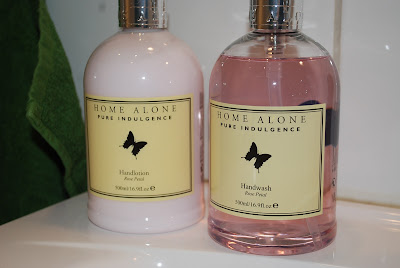 HOME ALONE
PURE INDULGENCE
Handlotion
Rose Petal
500ml/16.9fl.oz e
HOME ALONE
PURE INDULGENCE
Handwash
Rose Petal
500ml/16.9fl.oz e